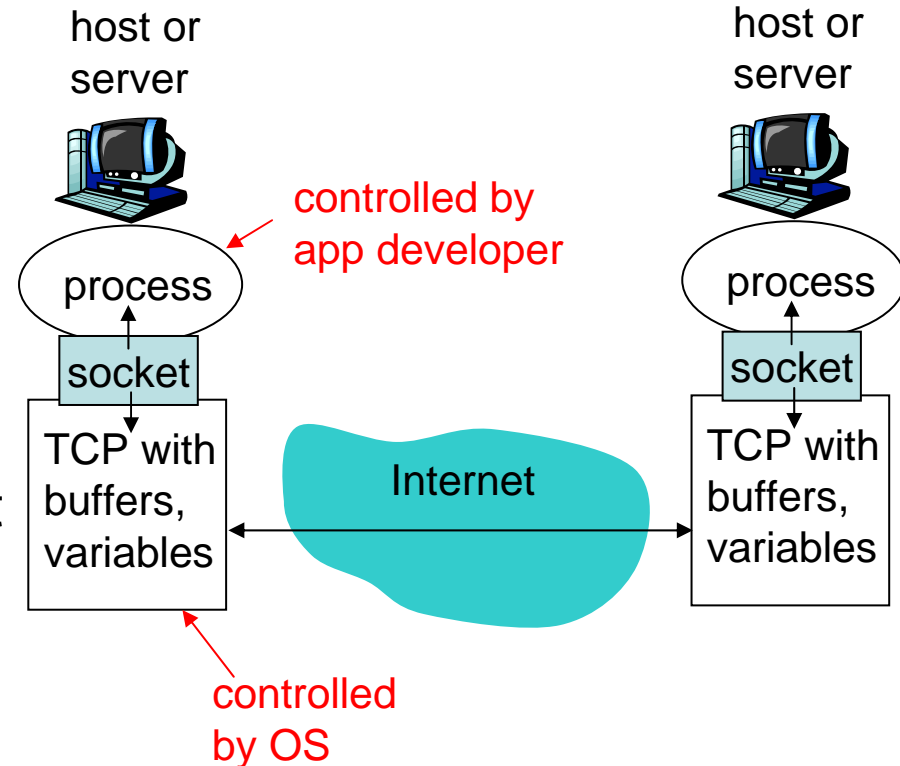 host or
server
host or
server
controlled by
app developer
process
process
socket
socket
TCP with
buffers,
variables
Internet
TCP with
buffers,
variables
controlled
by OS